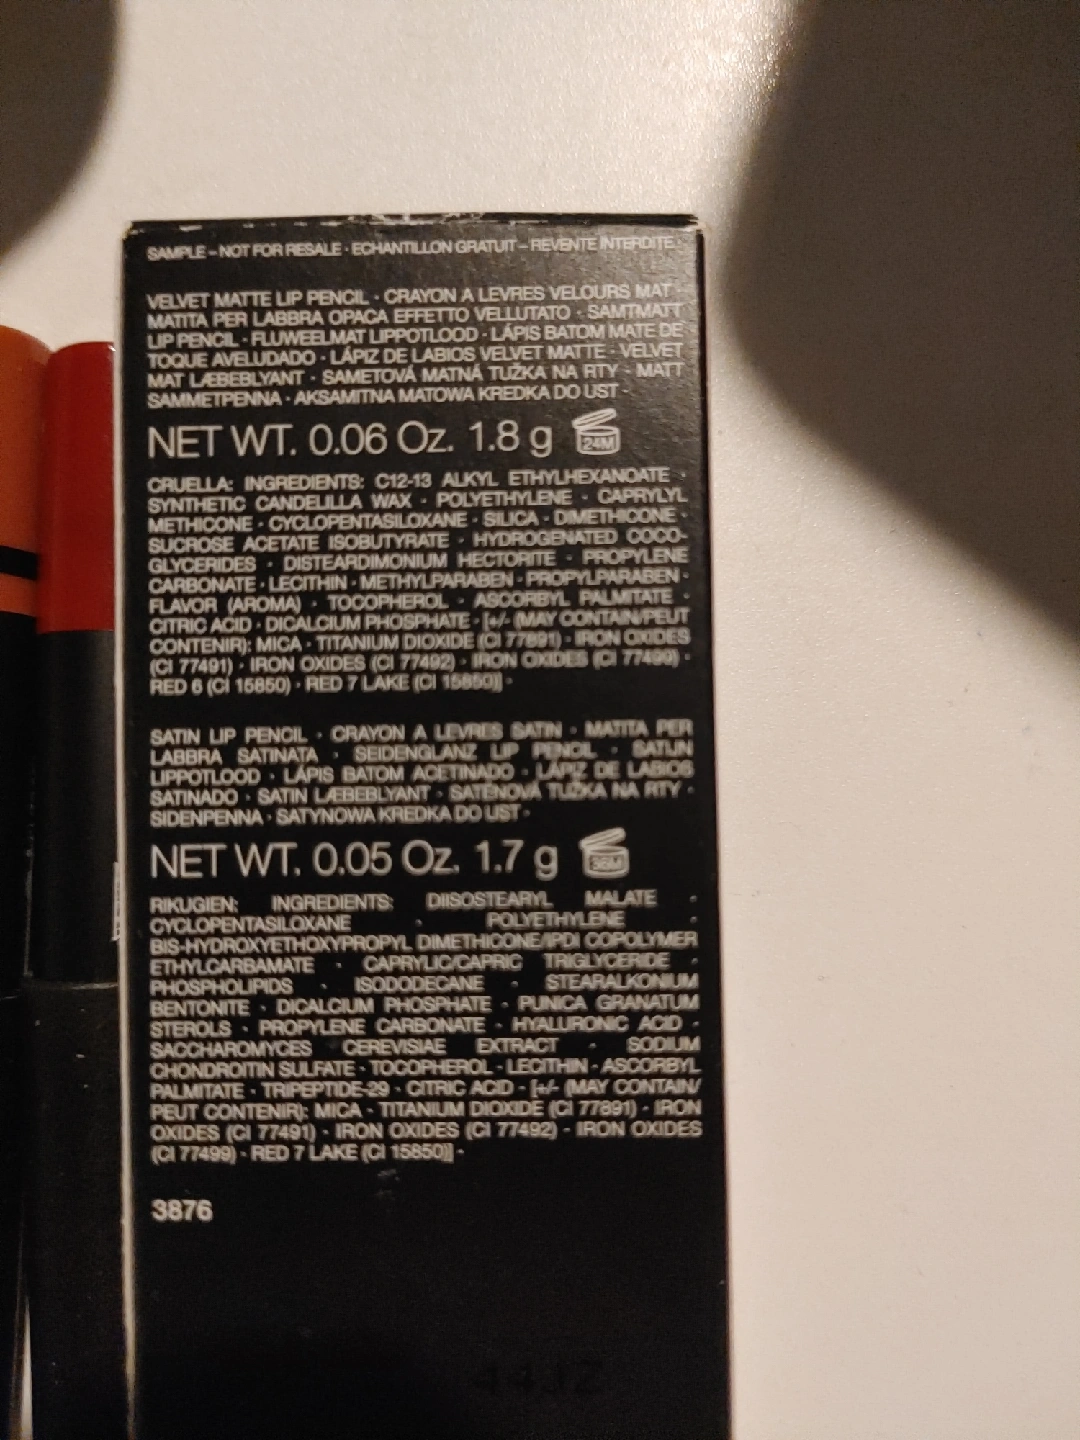 SAMPLE – NOT FOR RESALE · ECHANTILLON GRATUIT – REVENTE INTERDITE
VELVET MATTE LIP PENCIL · CRAYON A LEVRES VELOURS MAT ·
MATITA PER LABBRA OPACA EFFETTO VELLUTATO · SAMTMATT
LIP PENCIL · FLUWEELMAT LIPPOTLOOD · LÁPIS BATOM MATE DE
TOQUE AVELUDADO · LÁPIZ DE LABIOS VELVET MATTE · VELVET
MAT LÆBEBLYANT · SAMETOVÁ MATNÁ TUŽKA NA RTY · MATT
SAMMETPENNA · AKSAMITNA MATOWA KREDKA DO UST ·
NET WT. 0.06 Oz. 1.8 g 24M
CRUELLA: INGREDIENTS: C12-13 ALKYL ETHYLHEXANOATE ·
SYNTHETIC CANDELILLA WAX · POLYETHYLENE · CAPRYLYL
METHICONE · CYCLOPENTASILOXANE · SILICA · DIMETHICONE ·
SUCROSE ACETATE ISOBUTYRATE · HYDROGENATED COCO-
GLYCERIDES · DISTEARDIMONIUM HECTORITE · PROPYLENE
CARBONATE · LECITHIN · METHYLPARABEN · PROPYLPARABEN ·
FLAVOR (AROMA) · TOCOPHEROL · ASCORBYL PALMITATE ·
CITRIC ACID · DICALCIUM PHOSPHATE · [+/- (MAY CONTAIN/PEUT
CONTENIR): MICA · TITANIUM DIOXIDE (CI 77891) · IRON OXIDES
(CI 77491) · IRON OXIDES (CI 77492) · IRON OXIDES (CI 77499) ·
RED 6 (CI 15850) · RED 7 LAKE (CI 15850)] ·
SATIN LIP PENCIL · CRAYON A LEVRES SATIN · MATITA PER
LABBRA SATINATA · SEIDENGLANZ LIP PENCIL · SATIJN
LIPPOTLOOD · LÁPIS BATOM ACETINADO · LÁPIZ DE LABIOS
SATINADO · SATIN LÆBEBLYANT · SATÉNOVÁ TUŽKA NA RTY ·
SIDENPENNA · SATYNOWA KREDKA DO UST ·
NET WT. 0.05 Oz. 1.7 g 36M
RIKUGIEN: INGREDIENTS: DIISOSTEARYL MALATE ·
CYCLOPENTASILOXANE · POLYETHYLENE ·
BIS-HYDROXYETHOXYPROPYL DIMETHICONE/IPDI COPOLYMER
ETHYLCARBAMATE · CAPRYLIC/CAPRIC TRIGLYCERIDE ·
PHOSPHOLIPIDS · ISODODECANE · STEARALKONIUM
BENTONITE · DICALCIUM PHOSPHATE · PUNICA GRANATUM
STEROLS · PROPYLENE CARBONATE · HYALURONIC ACID ·
SACCHAROMYCES CEREVISIAE EXTRACT · SODIUM
CHONDROITIN SULFATE · TOCOPHEROL · LECITHIN · ASCORBYL
PALMITATE · TRIPEPTIDE-29 · CITRIC ACID · [+/- (MAY CONTAIN/
PEUT CONTENIR): MICA · TITANIUM DIOXIDE (CI 77891) · IRON
OXIDES (CI 77491) · IRON OXIDES (CI 77492) · IRON OXIDES
(CI 77499) · RED 7 LAKE (CI 15850)] ·
3876